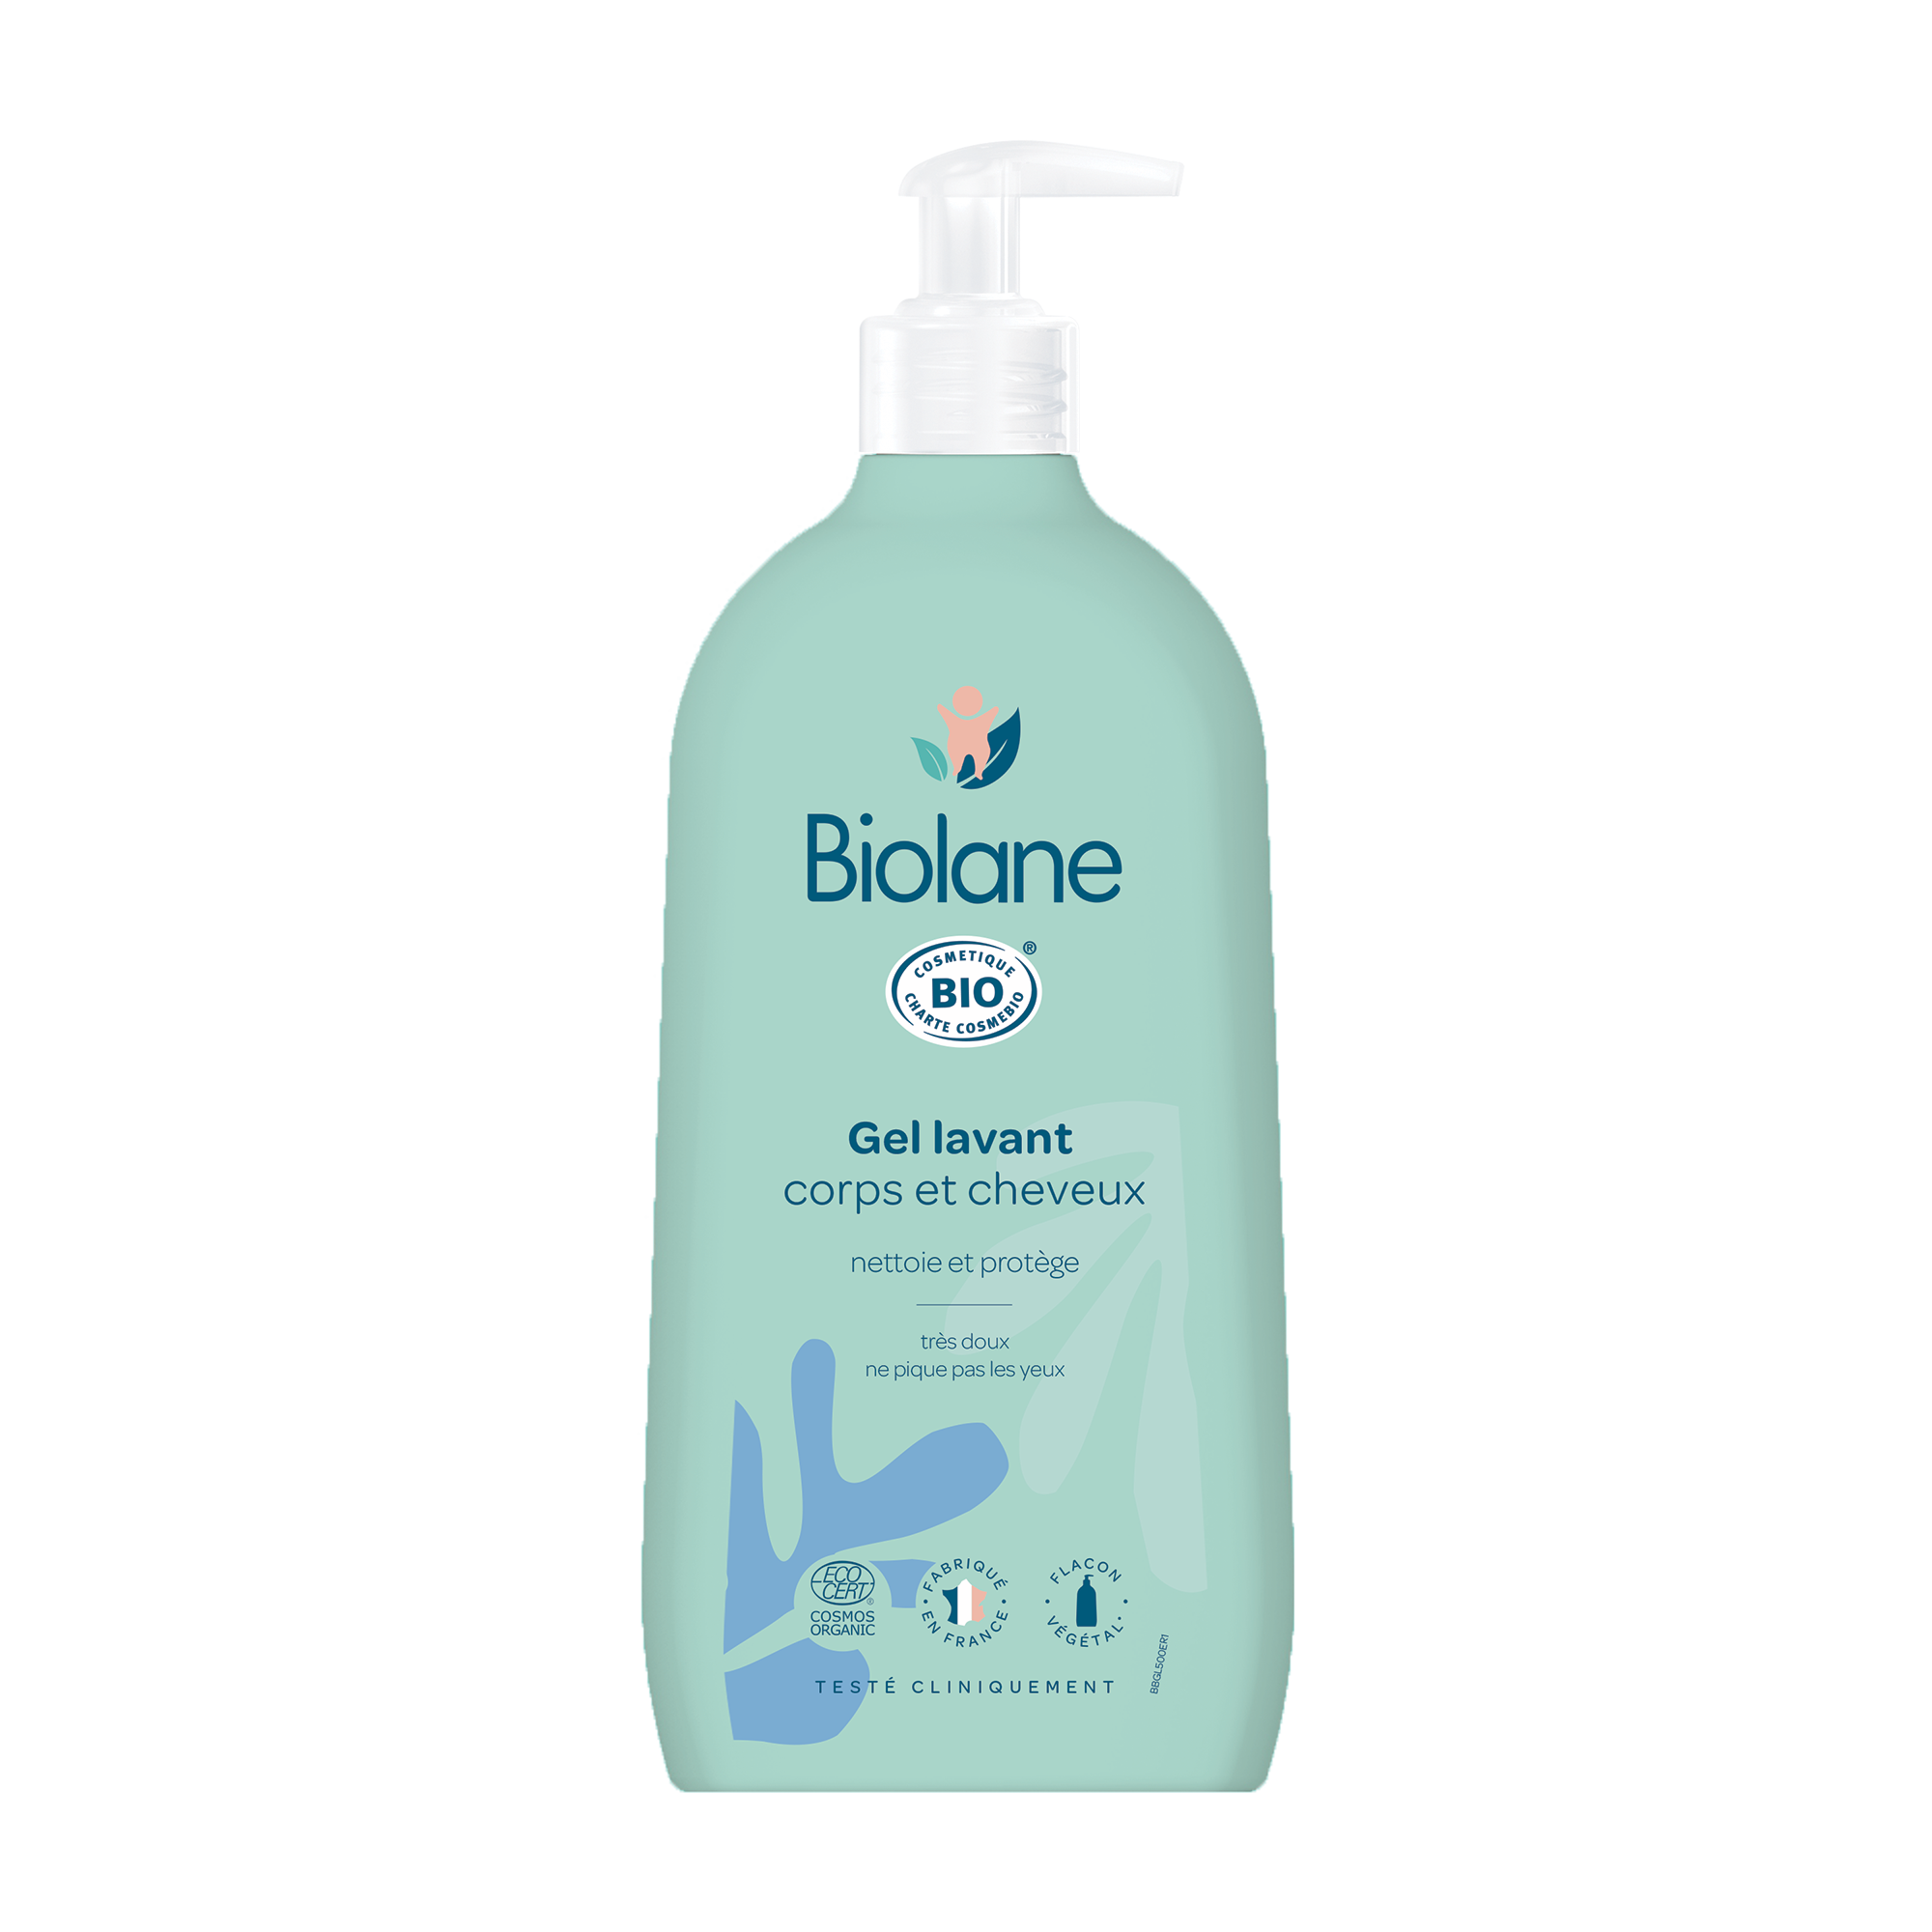 Biolane
COSMETIQUE
®
BIO
CHARTE COSMEBIO
Gel lavant
corps et cheveux
nettoie et protège
très doux
ne pique pas les yeux
ECO
CERT
®
COSMOS
ORGANIC
FABRIQUÉ
EN FRANCE
FLACON
VÉGÉTAL
TESTÉ CLINIQUEMENT
BBGL500ER1